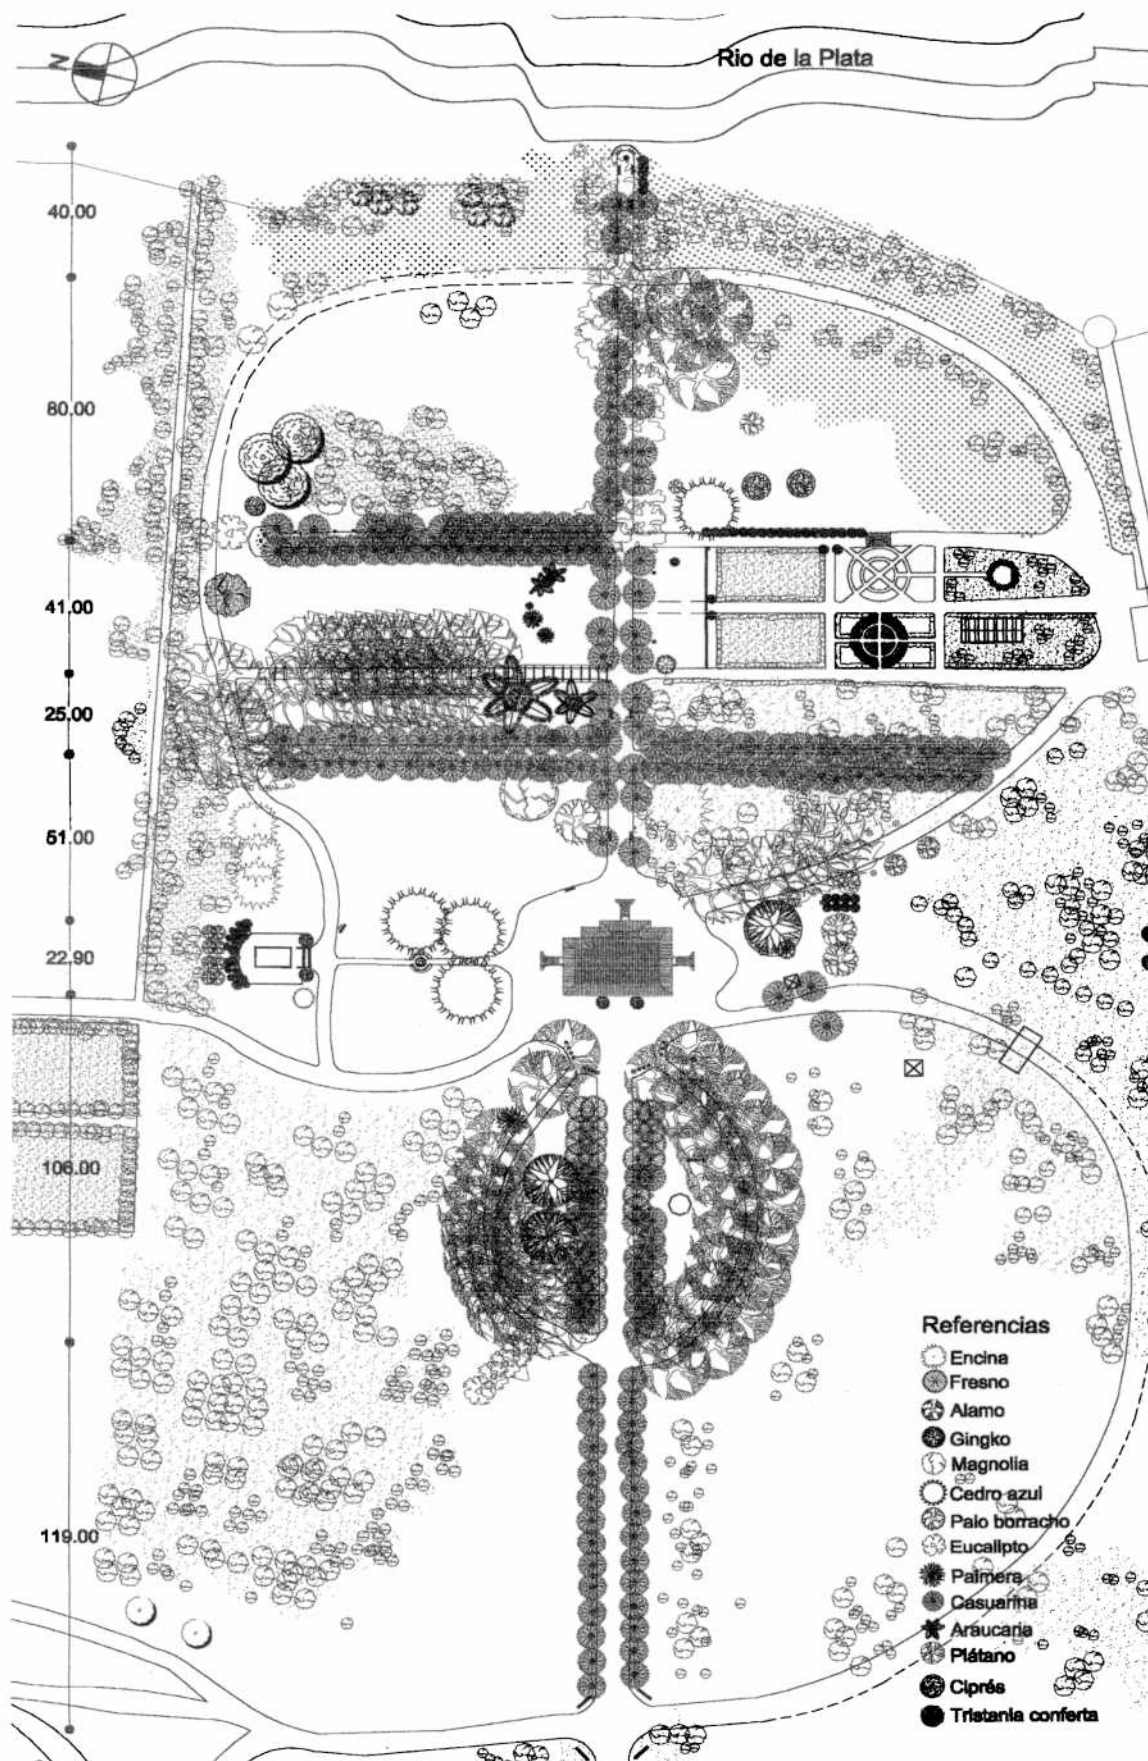 N
Rio de la Plata
40.00
80.00
41.00
25.00
51.00
22.90
106.00
119.00
Referencias
Encina
Fresno
Alamo
Gingko
Magnolia
Cedro azul
Palo borracho
Eucalipto
Palmera
Casuarina
Araucaria
Plátano
Ciprés
Tristania conferta